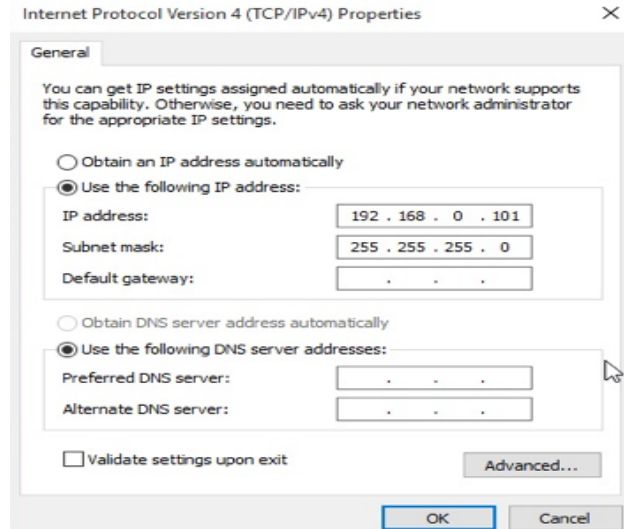 Internet Protocol Version 4 (TCP/IPv4) Properties
General
You can get IP settings assigned automatically if your network supports
this capability. Otherwise, you need to ask your network administrator
for the appropriate IP settings.
Obtain an IP address automatically
Use the following IP address:
IP address: 192 . 168 . 0 . 101
Subnet mask: 255 . 255 . 255 . 0
Default gateway: . . .
Obtain DNS server address automatically
Use the following DNS server addresses:
Preferred DNS server: . . .
Alternate DNS server: . . .
Validate settings upon exit
Advanced...
OK Cancel